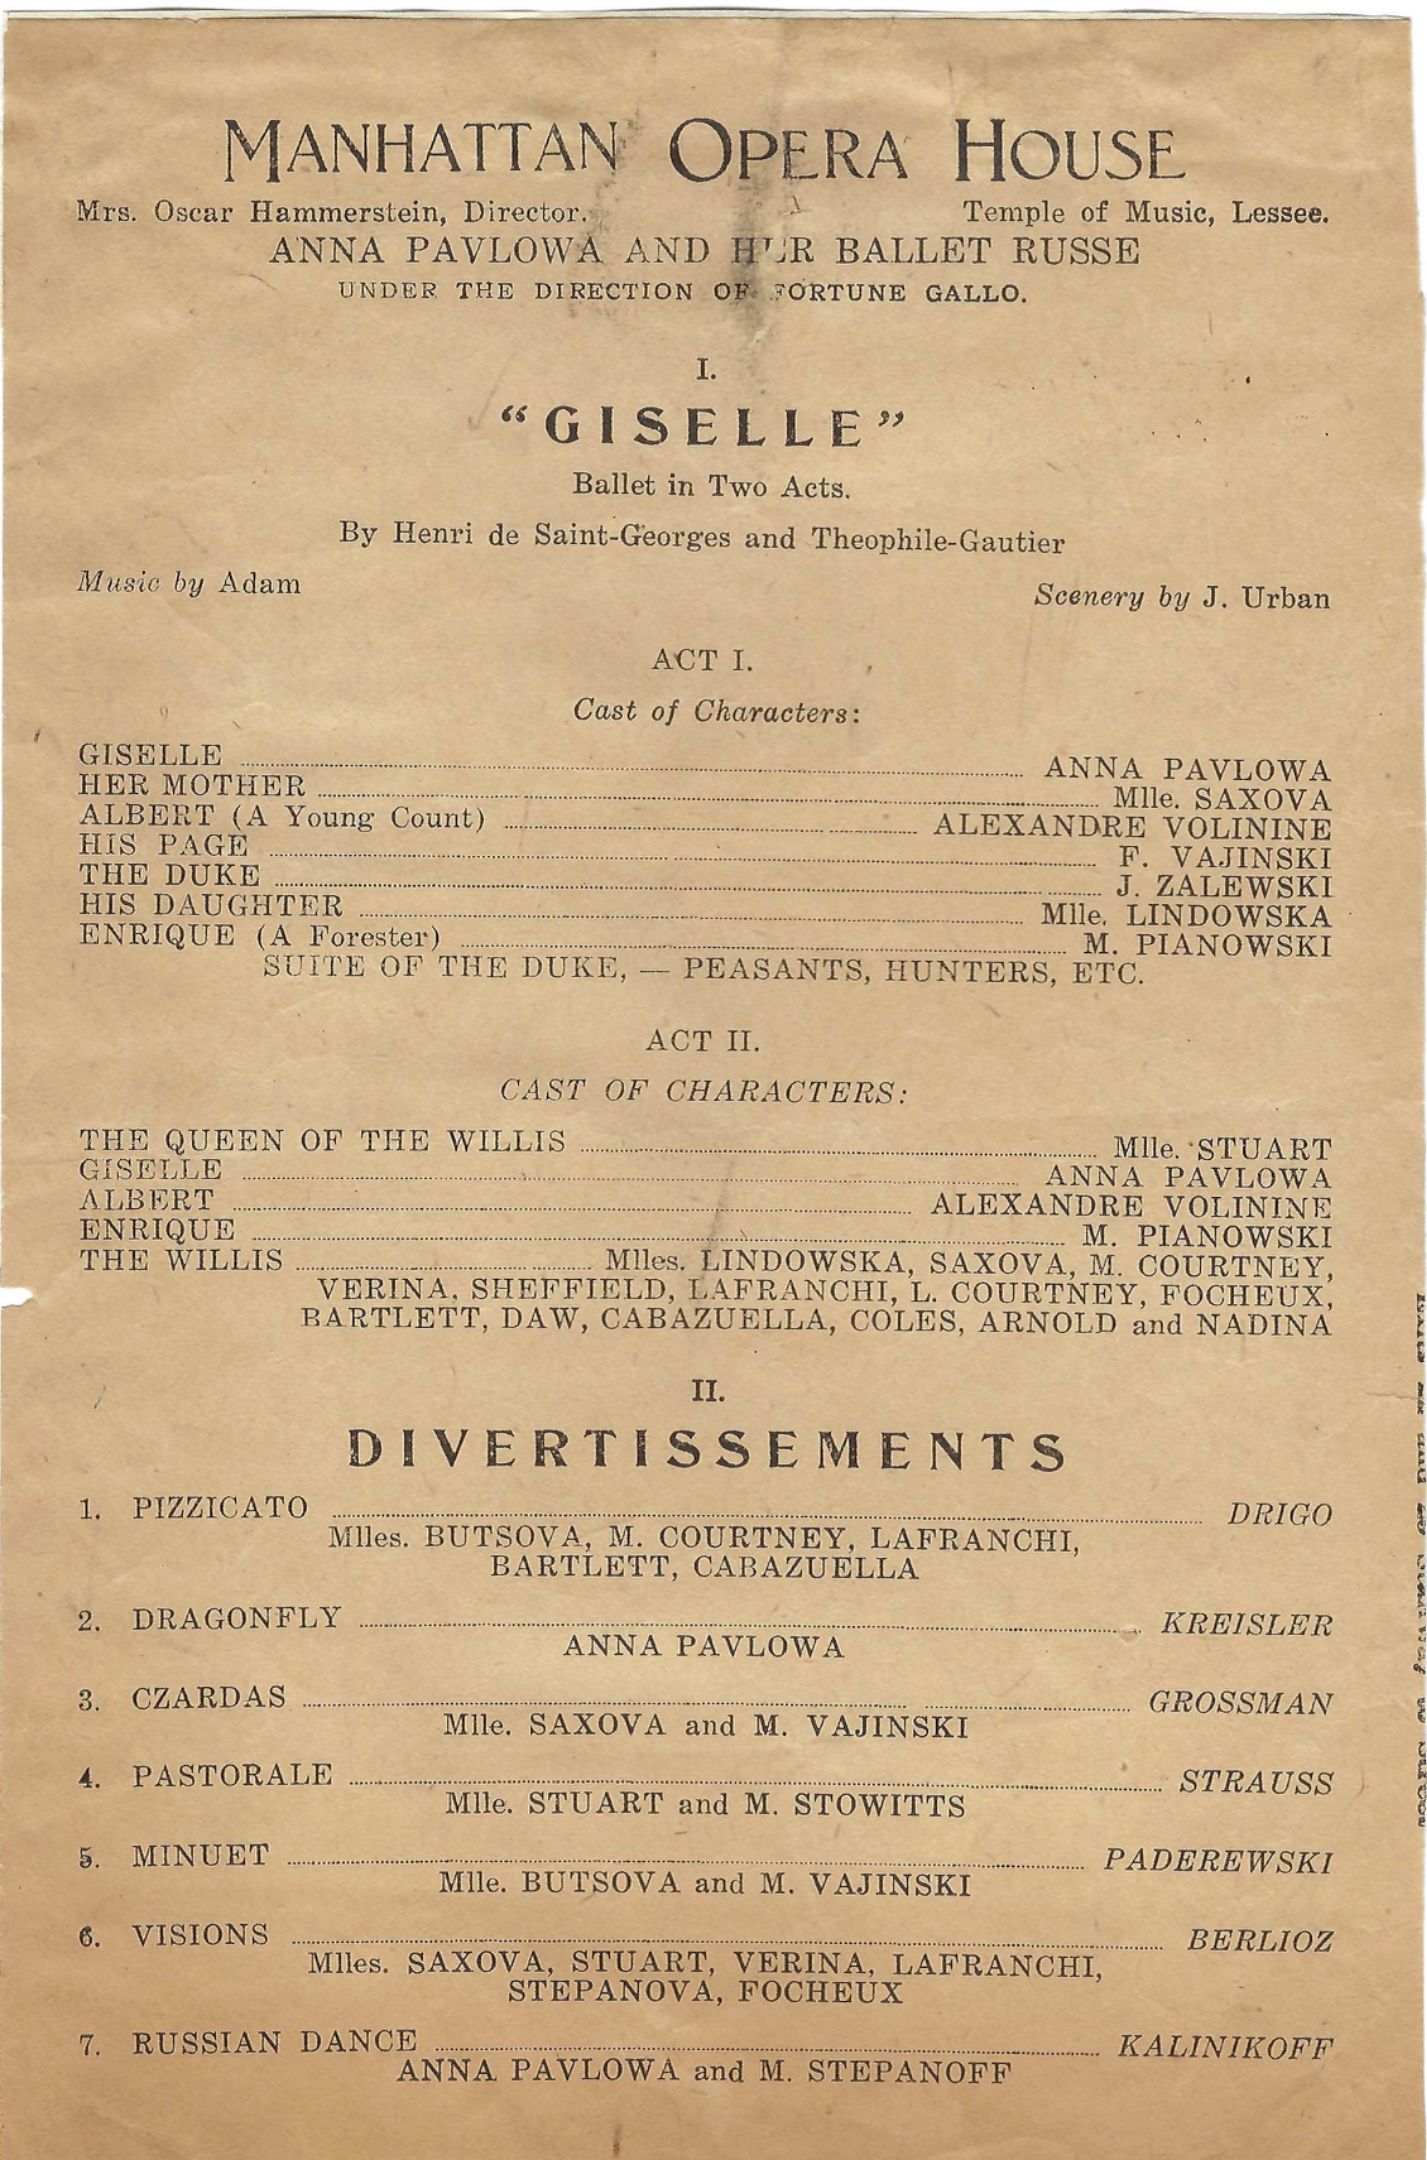 MANHATTAN OPERA HOUSE
Mrs. Oscar Hammerstein, Director. Temple of Music, Lessee.
ANNA PAVLOWA AND HER BALLET RUSSE
UNDER THE DIRECTION OF FORTUNE GALLO.
I.
“GISELLE”
Ballet in Two Acts.
By Henri de Saint-Georges and Theophile-Gautier
Music by Adam Scenery by J. Urban
ACT I.
Cast of Characters:
GISELLE ANNA PAVLOWA
HER MOTHER Mlle. SAXOVA
ALBERT (A Young Count) ALEXANDRE VOLININE
HIS PAGE F. VAJINSKI
THE DUKE J. ZALEWSKI
HIS DAUGHTER Mlle. LINDOWSKA
ENRIQUE (A Forester) M. PIANOWSKI
SUITE OF THE DUKE, — PEASANTS, HUNTERS, ETC.
ACT II.
CAST OF CHARACTERS:
THE QUEEN OF THE WILLIS Mlle. STUART
GISELLE ANNA PAVLOWA
ALBERT ALEXANDRE VOLININE
ENRIQUE M. PIANOWSKI
THE WILLIS Mlles. LINDOWSKA, SAXOVA, M. COURTNEY,
VERINA, SHEFFIELD, LAFRANCHI, L. COURTNEY, FOCHEUX,
BARTLETT, DAW, CABAZUELLA, COLES, ARNOLD and NADINA
II.
DIVERTISSEMENTS
1. PIZZICATO DRIGO
Mlles. BUTSOVA, M. COURTNEY, LAFRANCHI,
BARTLETT, CABAZUELLA
2. DRAGONFLY KREISLER
ANNA PAVLOWA
3. CZARDAS GROSSMAN
Mlle. SAXOVA and M. VAJINSKI
4. PASTORALE STRAUSS
Mlle. STUART and M. STOWITTS
5. MINUET PADEREWSKI
Mlle. BUTSOVA and M. VAJINSKI
6. VISIONS BERLIOZ
Mlles. SAXOVA, STUART, VERINA, LAFRANCHI,
STEPANOVA, FOCHEUX
7. RUSSIAN DANCE KALINIKOFF
ANNA PAVLOWA and M. STEPANOFF